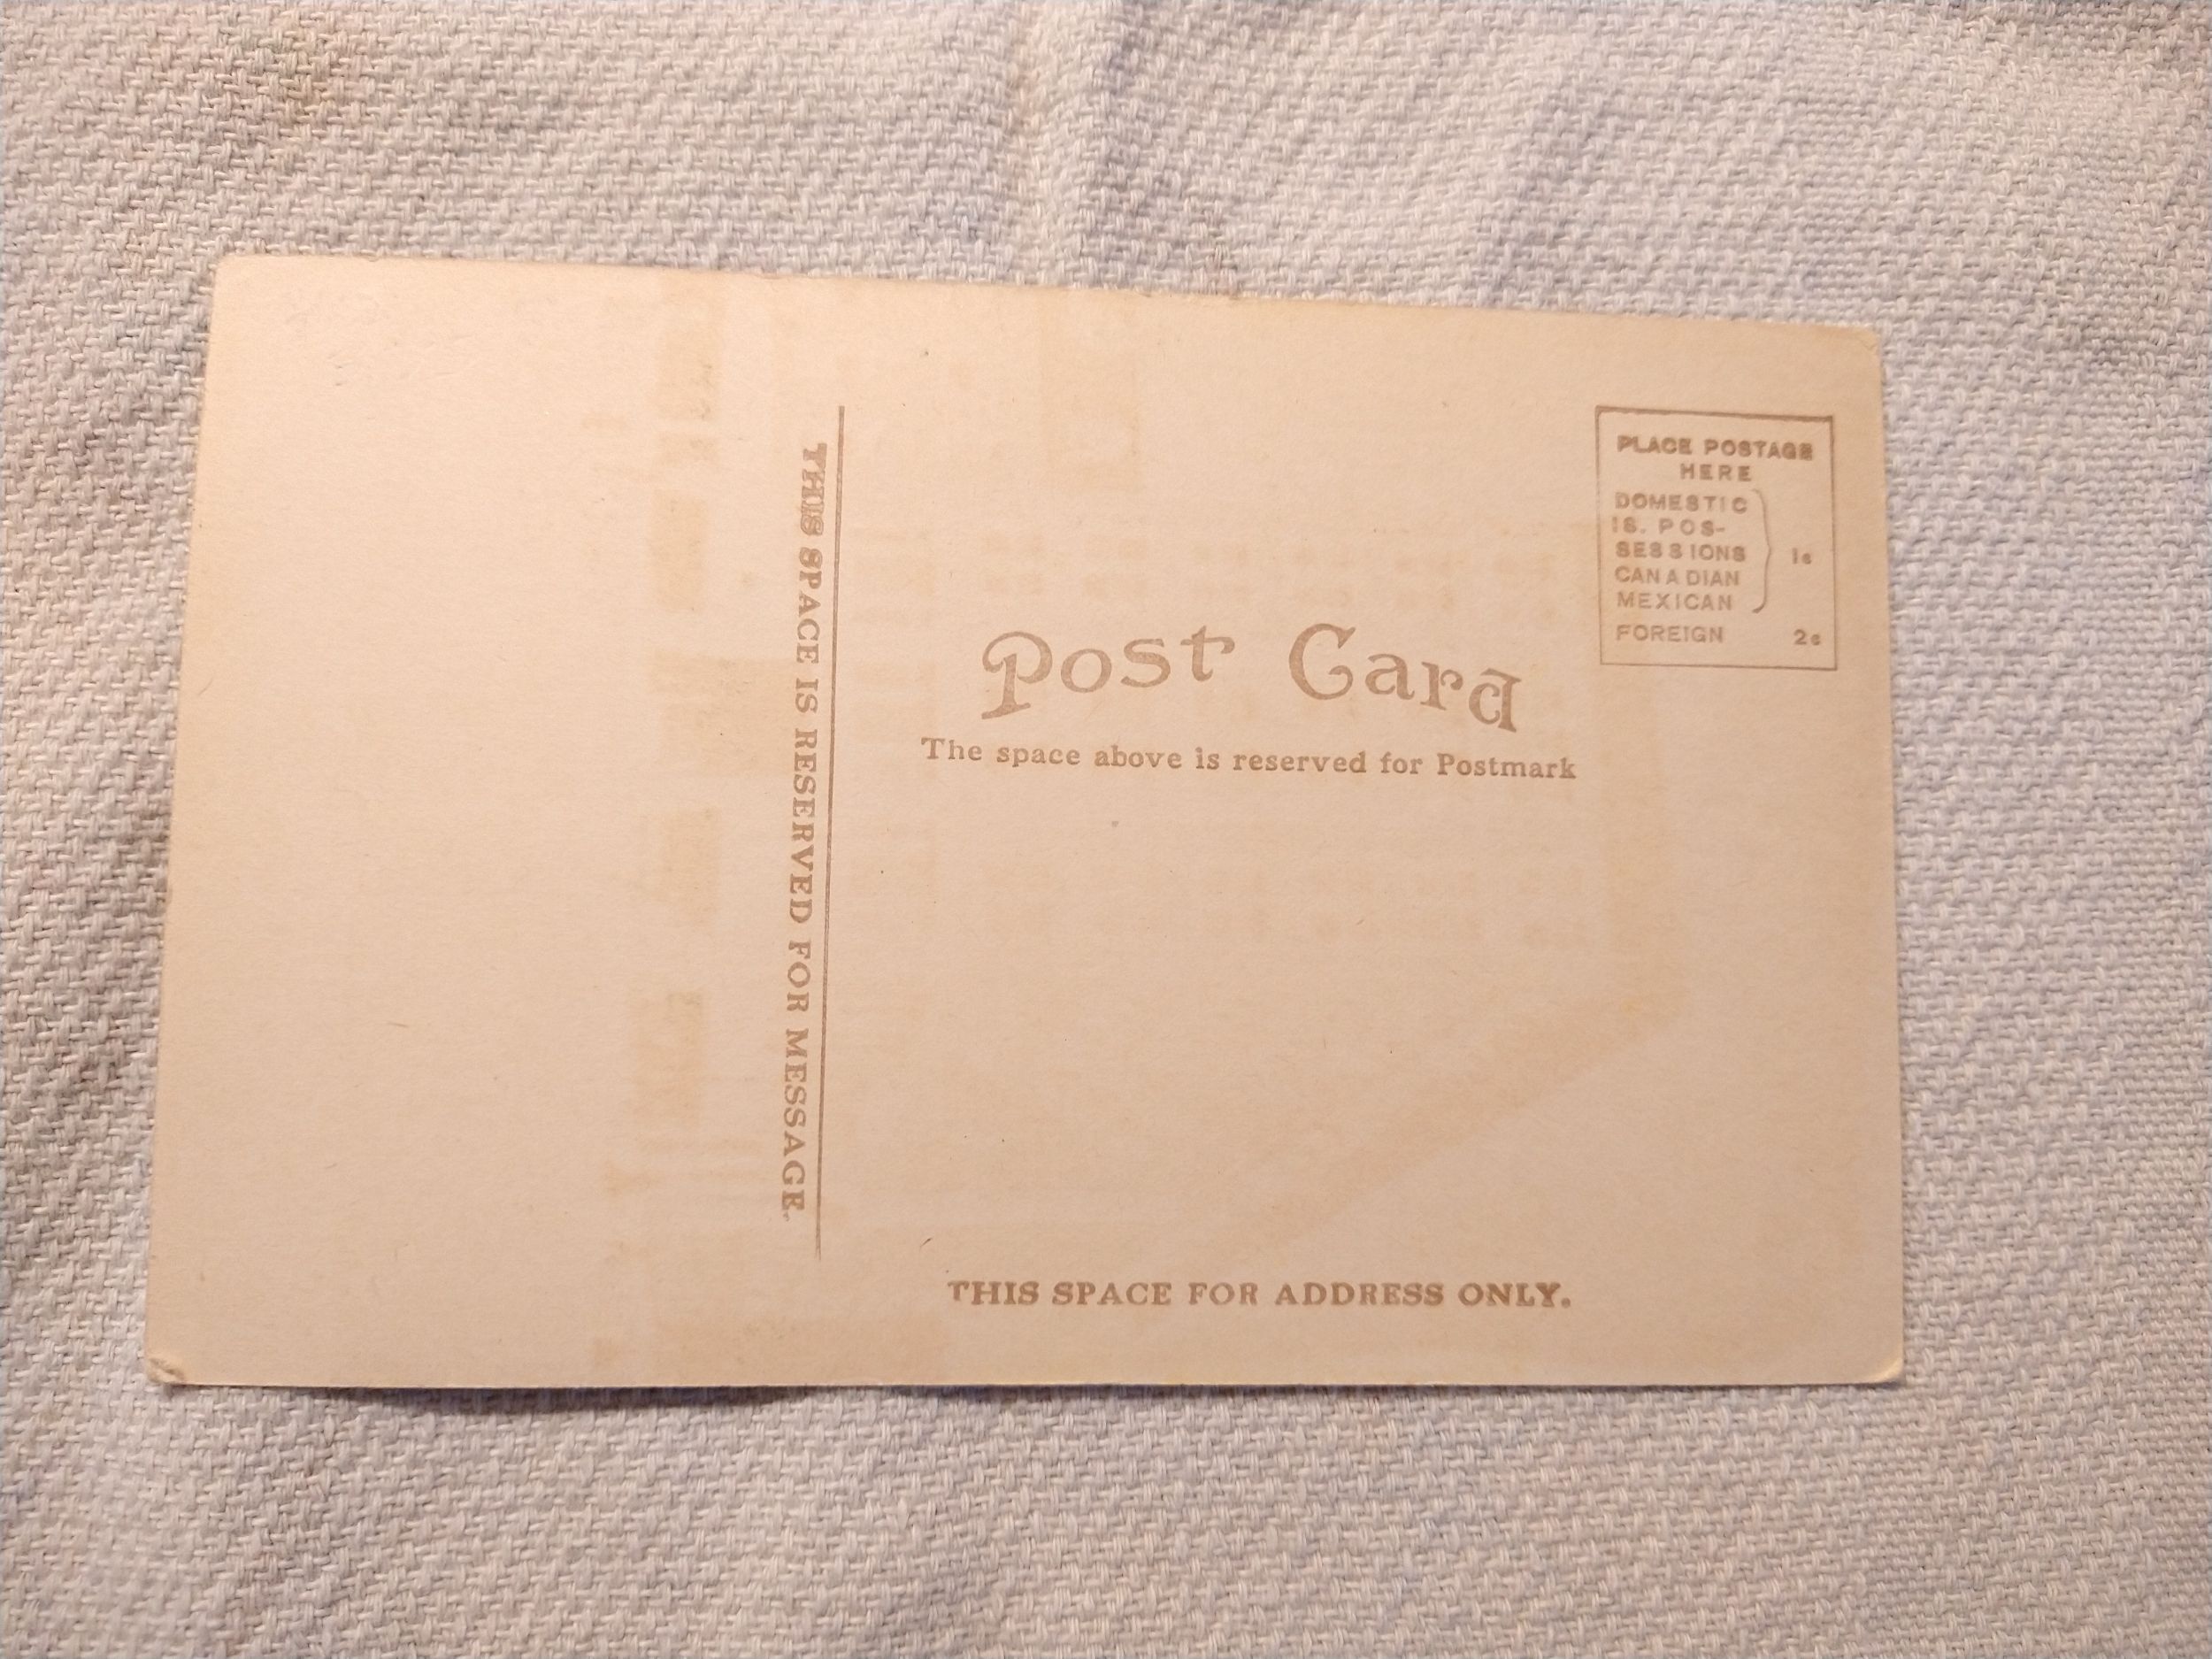 THIS SPACE IS RESERVED FOR MESSAGE.
PLACE POSTAGE
HERE
DOMESTIC
IS. POS-
SESSIONS
CANADIAN
MEXICAN
1c
FOREIGN 2c
Post Card
The space above is reserved for Postmark
THIS SPACE FOR ADDRESS ONLY.